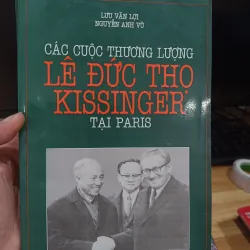 LƯU VĂN LỢI
NGUYỄN ANH VŨ
CÁC CUỘC THƯƠNG LƯỢNG
LÊ ĐỨC THỌ
KISSINGER
TẠI PARIS